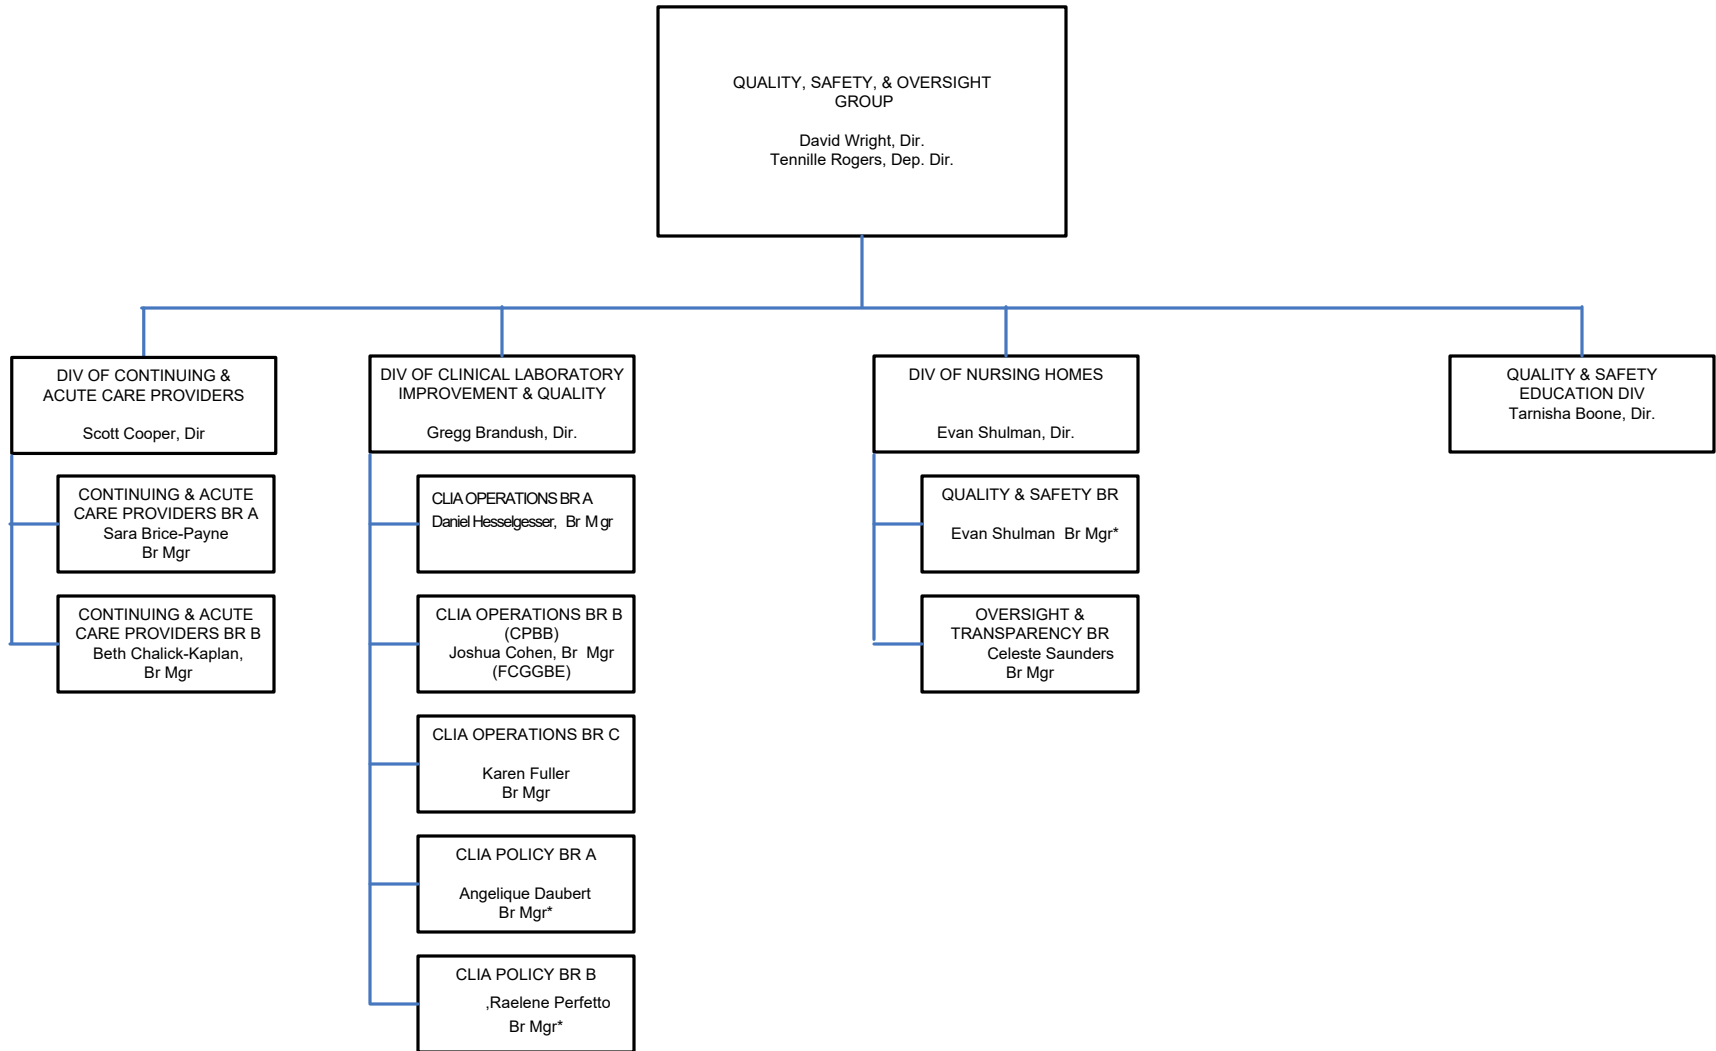 QUALITY, SAFETY, & OVERSIGHT
GROUP
David Wright, Dir.
Tennille Rogers, Dep. Dir.
DIV OF CONTINUING &
ACUTE CARE PROVIDERS
Scott Cooper, Dir
CONTINUING & ACUTE
CARE PROVIDERS BR A
Sara Brice-Payne
Br Mgr
CONTINUING & ACUTE
CARE PROVIDERS BR B
Beth Chalick-Kaplan,
Br Mgr
DIV OF CLINICAL LABORATORY
IMPROVEMENT & QUALITY
Gregg Brandush, Dir.
CLIA OPERATIONS BR A
Daniel Hesselgesser, Br Mgr
CLIA OPERATIONS BR B
(CPBB)
Joshua Cohen, Br Mgr
(FCGGBE)
CLIA OPERATIONS BR C
Karen Fuller
Br Mgr
CLIA POLICY BR A
Angelique Daubert
Br Mgr*
CLIA POLICY BR B
,Raelene Perfetto
Br Mgr*
DIV OF NURSING HOMES
Evan Shulman, Dir.
QUALITY & SAFETY BR
Evan Shulman Br Mgr*
OVERSIGHT &
TRANSPARENCY BR
Celeste Saunders
Br Mgr
QUALITY & SAFETY
EDUCATION DIV
Tarnisha Boone, Dir.